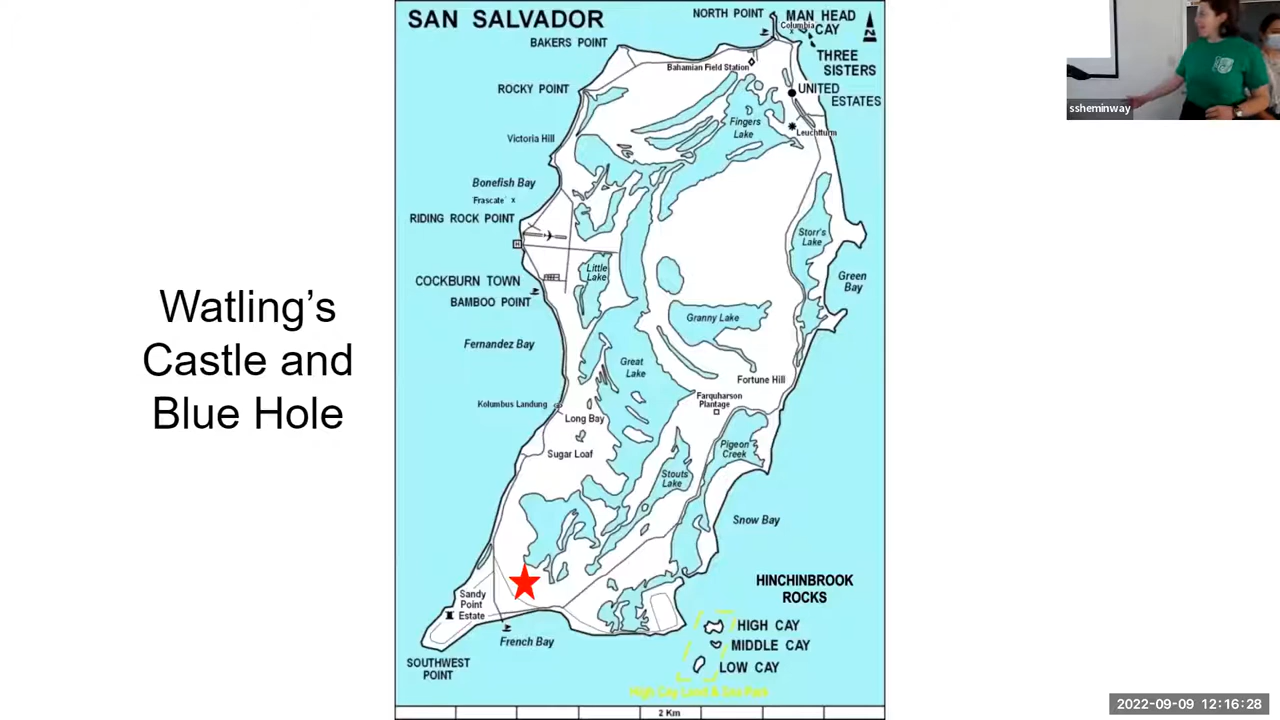 SAN SALVADOR
NORTH POINT
MAN HEAD
CAY
Columbia
N
BAKERS POINT
THREE
SISTERS
Bahamian Field Station
ROCKY POINT
UNITED
ESTATES
ssheminway
Fingers
Lake
Leuchtturm
Victoria Hill
Bonefish Bay
Frascate
x
RIDING ROCK POINT
Storr's
Lake
H
Little
Lake
Green
Bay
COCKBURN TOWN
BAMBOO POINT
Watling's
Castle and
Blue Hole
Granny Lake
Fernandez Bay
Great
Lake
Fortune Hill
Farquharson
Plantage
Kolumbus Landung
Long Bay
Pigeon
Creek
Sugar Loaf
Stouts
Lake
Snow Bay
HINCHINBROOK
ROCKS
Sandy
Point
Estate
HIGH CAY
French Bay
MIDDLE CAY
SOUTHWEST
POINT
LOW CAY
High Cay Land & Sea Park
2 Km
2022-09-09 12:16:28